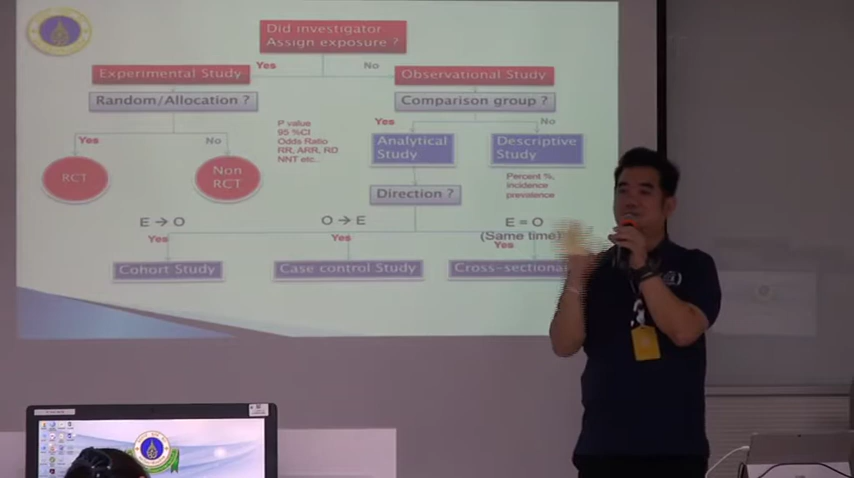 Did investigator
Assign exposure ?
Yes
No
Experimental Study
Observational Study
Random/Allocation ?
Comparison group ?
Yes
No
P value
95 %CI
Odds Ratio
RR, ARR, RD
NNT etc..
Yes
No
Analytical
Study
Descriptive
Study
RCT
Non
RCT
Percent %,
incidence
prevalence
Direction ?
E → O
O → E
E = O
(Same time)
Yes
Yes
Yes
Cohort Study
Case control Study
Cross-sectional